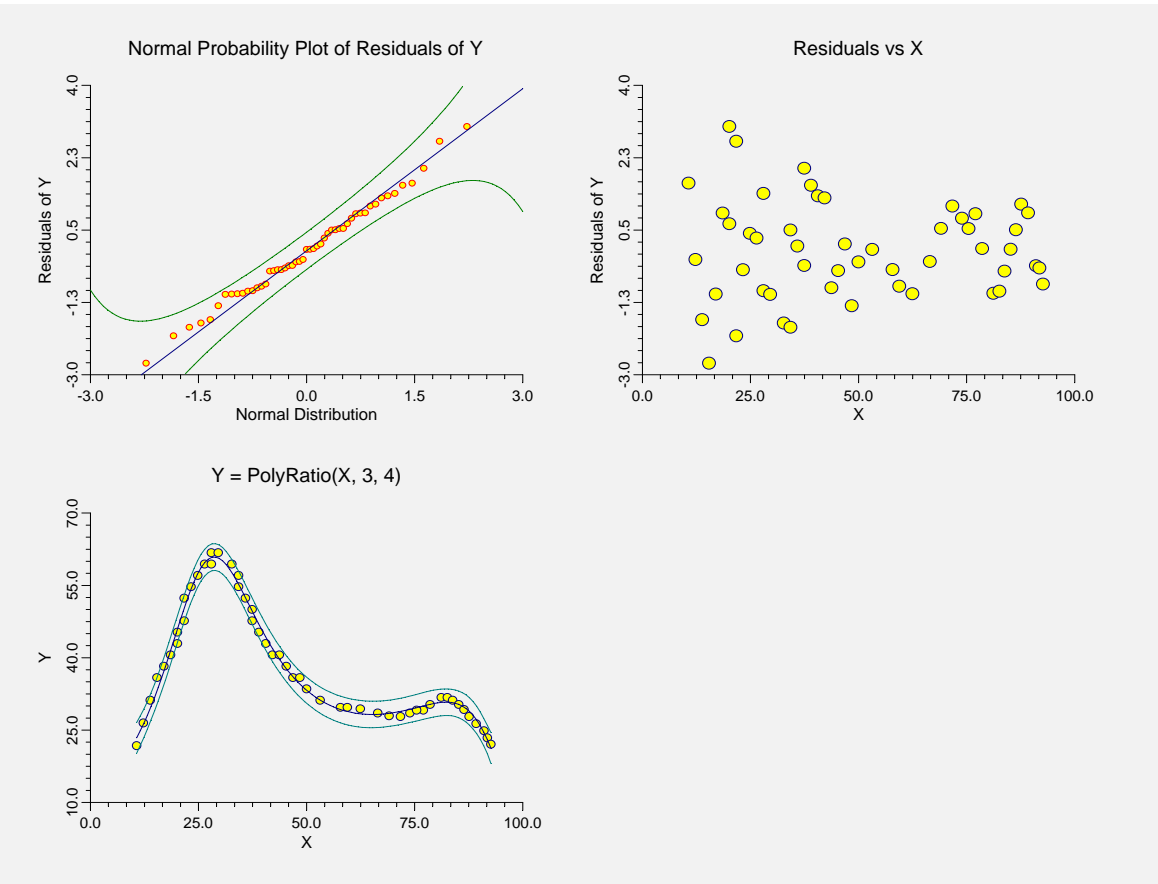 Normal Probability Plot of Residuals of Y
Residuals of Y
4.0
2.3
0.5
-1.3
-3.0
-3.0 -1.5 0.0 1.5 3.0
Normal Distribution
Residuals vs X
Residuals of Y
4.0
2.3
0.5
-1.3
-3.0
0.0 25.0 50.0 75.0 100.0
X
Y = PolyRatio(X, 3, 4)
Y
70.0
55.0
40.0
25.0
10.0
0.0 25.0 50.0 75.0 100.0
X